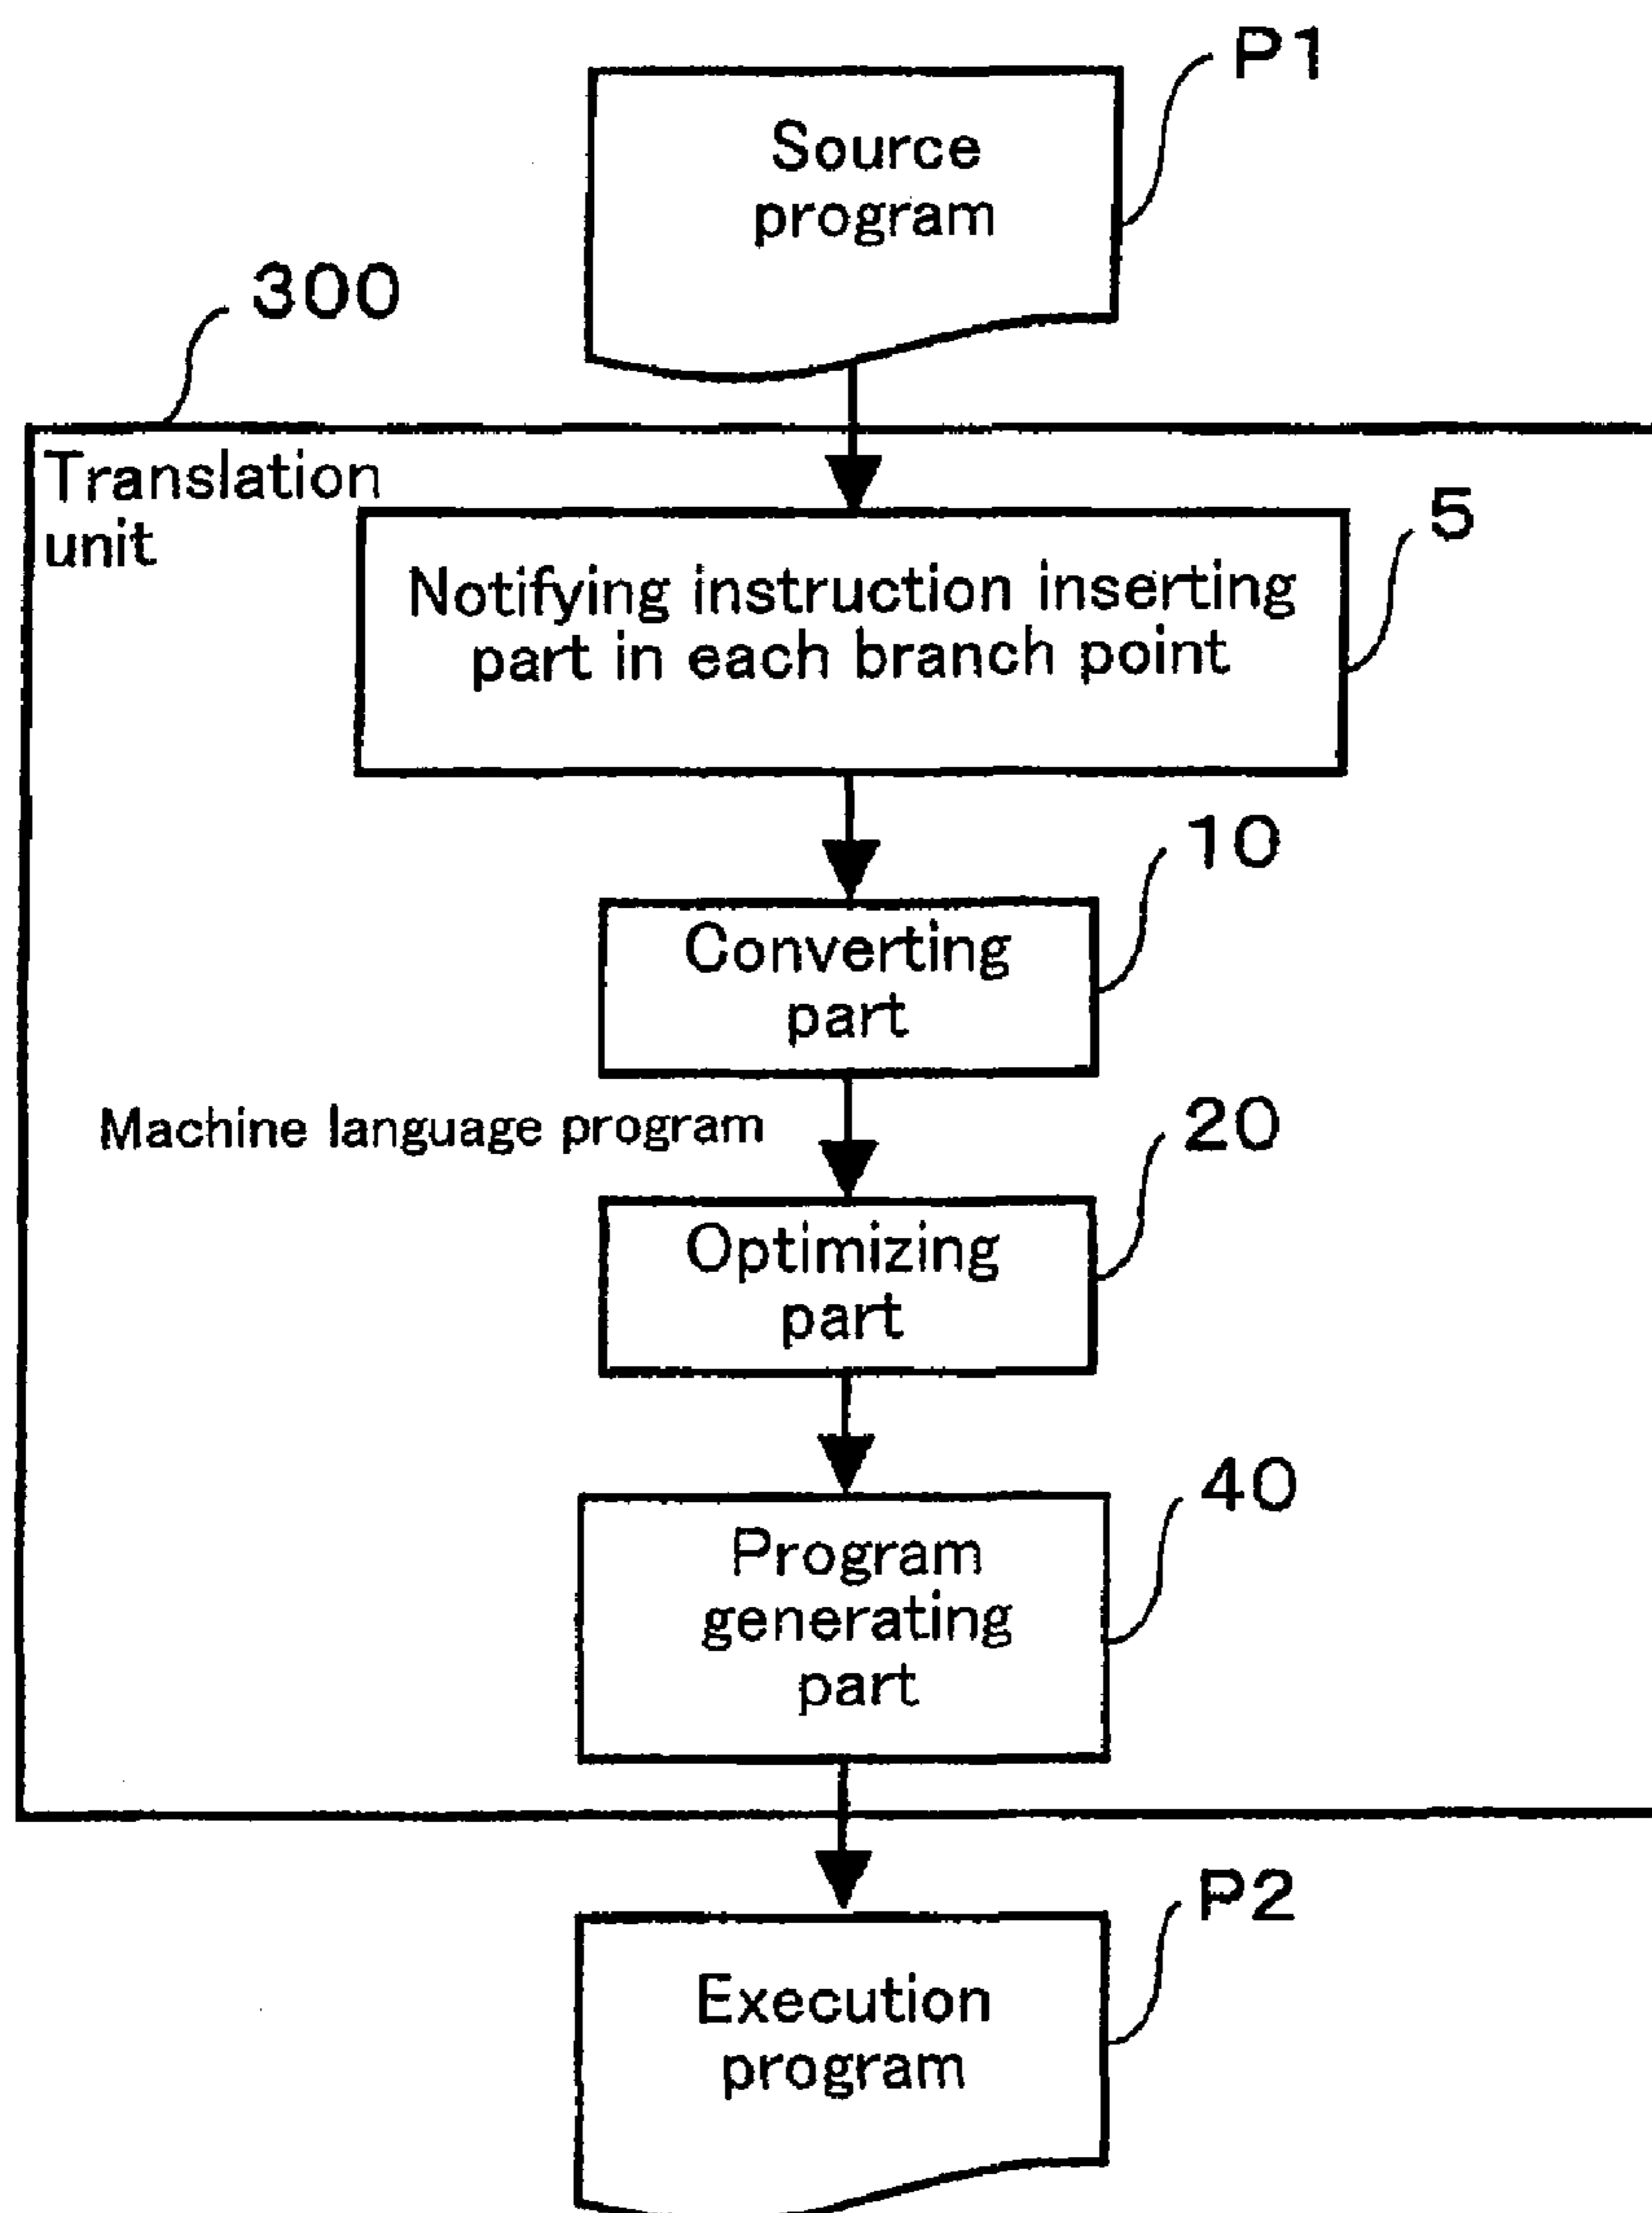 P1
Source
program
300
Translation
unit
5
Notifying instruction inserting
part in each branch point
10
Converting
part
Machine language program
20
Optimizing
part
40
Program
generating
part
P2
Execution
program